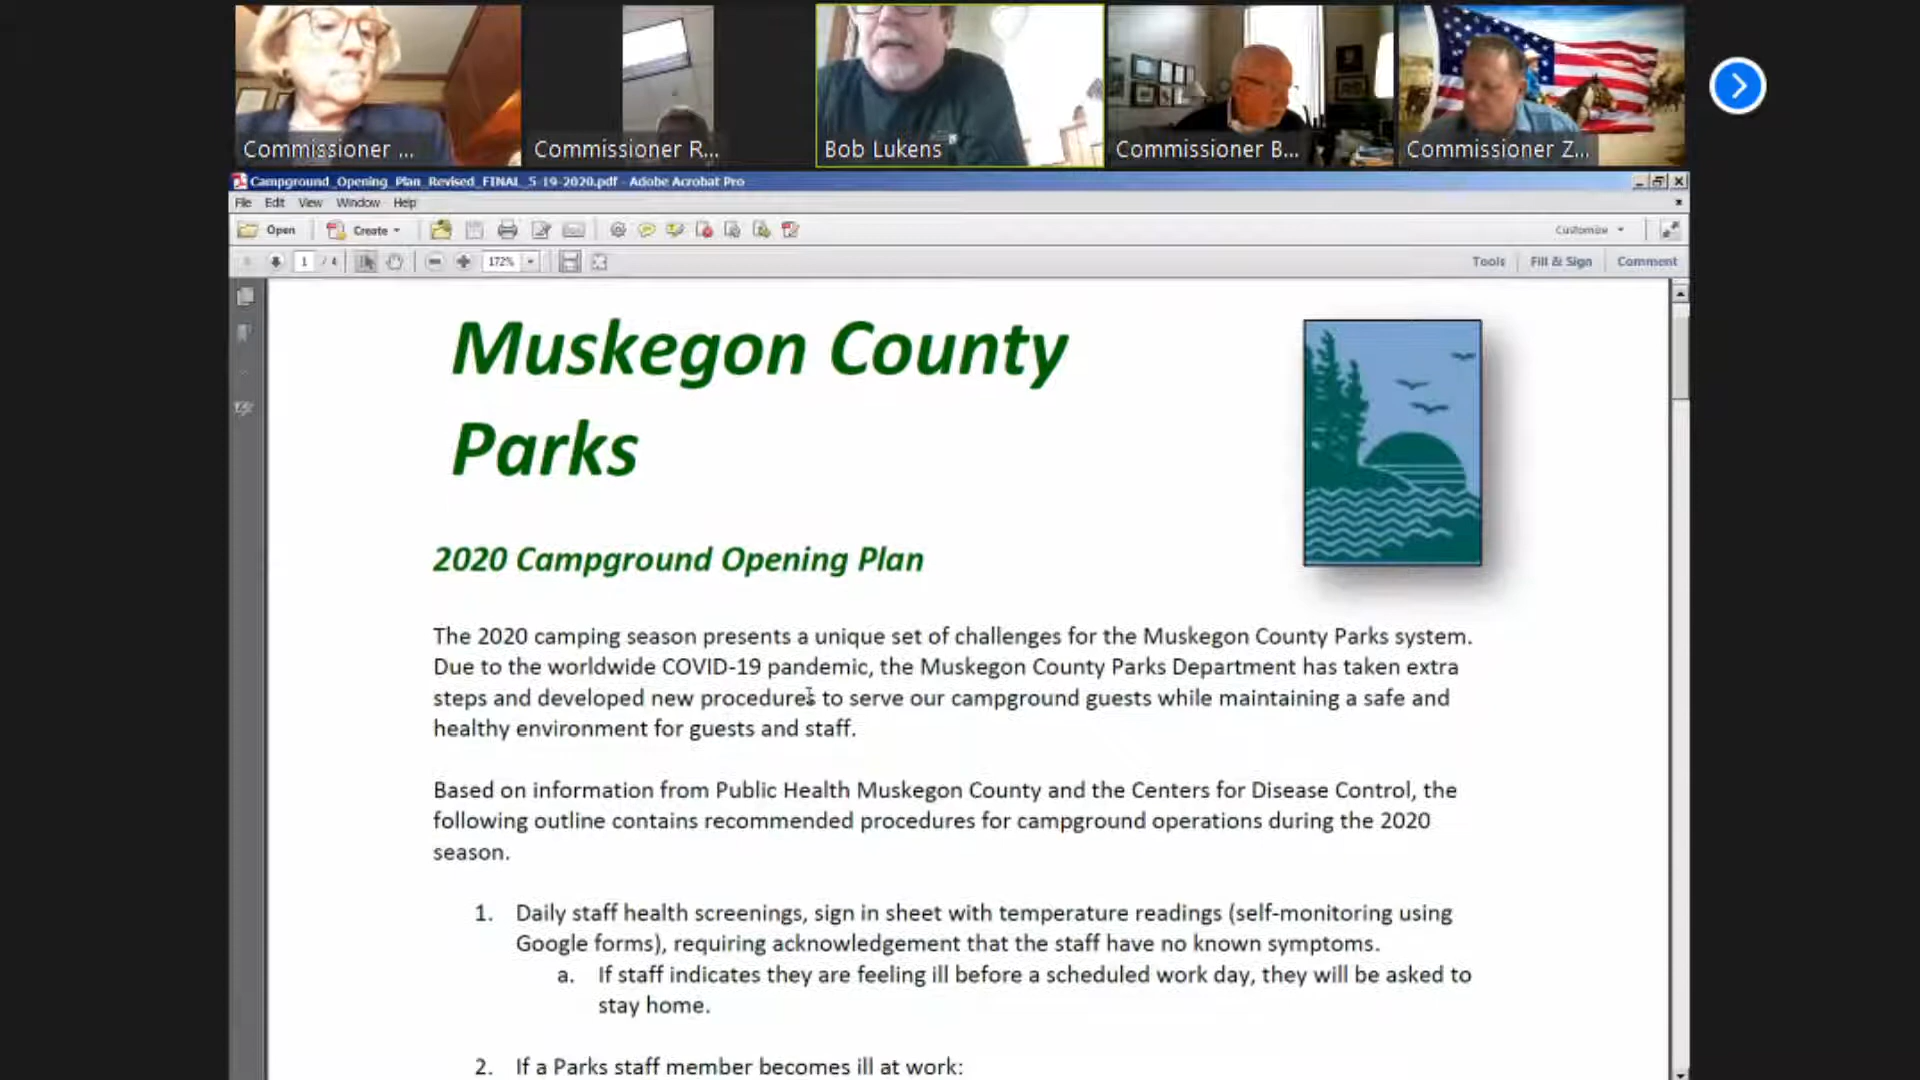 Commissioner ...
Commissioner R...
Bob Lukens
Commissioner B...
Commissioner Z...
Campground_Opening_Plan_Revised_FINAL_5-19-2020.pdf - Adobe Acrobat Pro
File Edit View Window Help
Open Create Customize
1 / 4 172% Tools Fill & Sign Comment
Muskegon County
Parks
2020 Campground Opening Plan
The 2020 camping season presents a unique set of challenges for the Muskegon County Parks system.
Due to the worldwide COVID-19 pandemic, the Muskegon County Parks Department has taken extra
steps and developed new procedures to serve our campground guests while maintaining a safe and
healthy environment for guests and staff.
Based on information from Public Health Muskegon County and the Centers for Disease Control, the
following outline contains recommended procedures for campground operations during the 2020
season.
1. Daily staff health screenings, sign in sheet with temperature readings (self-monitoring using
Google forms), requiring acknowledgement that the staff have no known symptoms.
a. If staff indicates they are feeling ill before a scheduled work day, they will be asked to
stay home.
2. If a Parks staff member becomes ill at work: